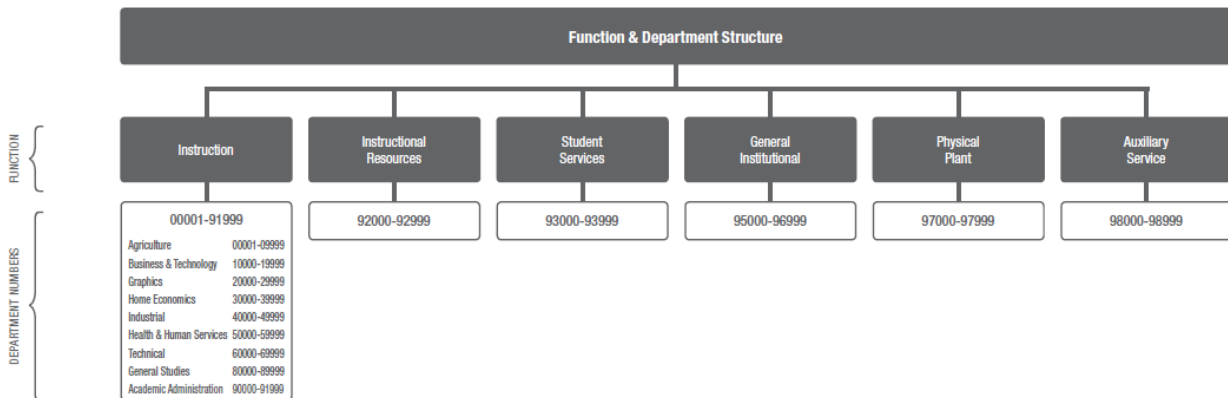 Function & Department Structure
FUNCTION
Instruction
Instructional
Resources
Student
Services
General
Institutional
Physical
Plant
Auxiliary
Service
DEPARTMENT NUMBERS
00001-91999
Agriculture 00001-09999
Business & Technology 10000-19999
Graphics 20000-29999
Home Economics 30000-39999
Industrial 40000-49999
Health & Human Services 50000-59999
Technical 60000-69999
General Studies 80000-89999
Academic Administration 90000-91999
92000-92999
93000-93999
95000-96999
97000-97999
98000-98999